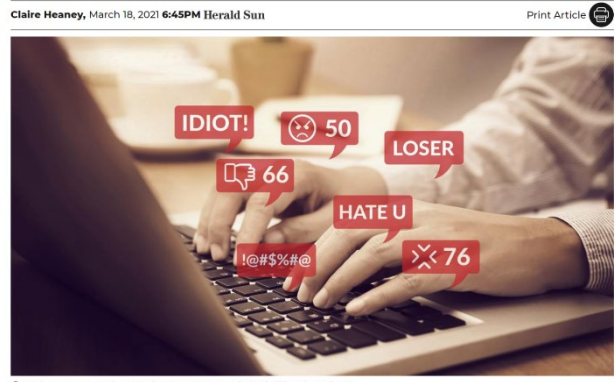 Claire Heaney, March 18, 2021 6:45PM Herald Sun
Print Article
IDIOT!
50
LOSER
66
HATE U
!@#$%#@
76